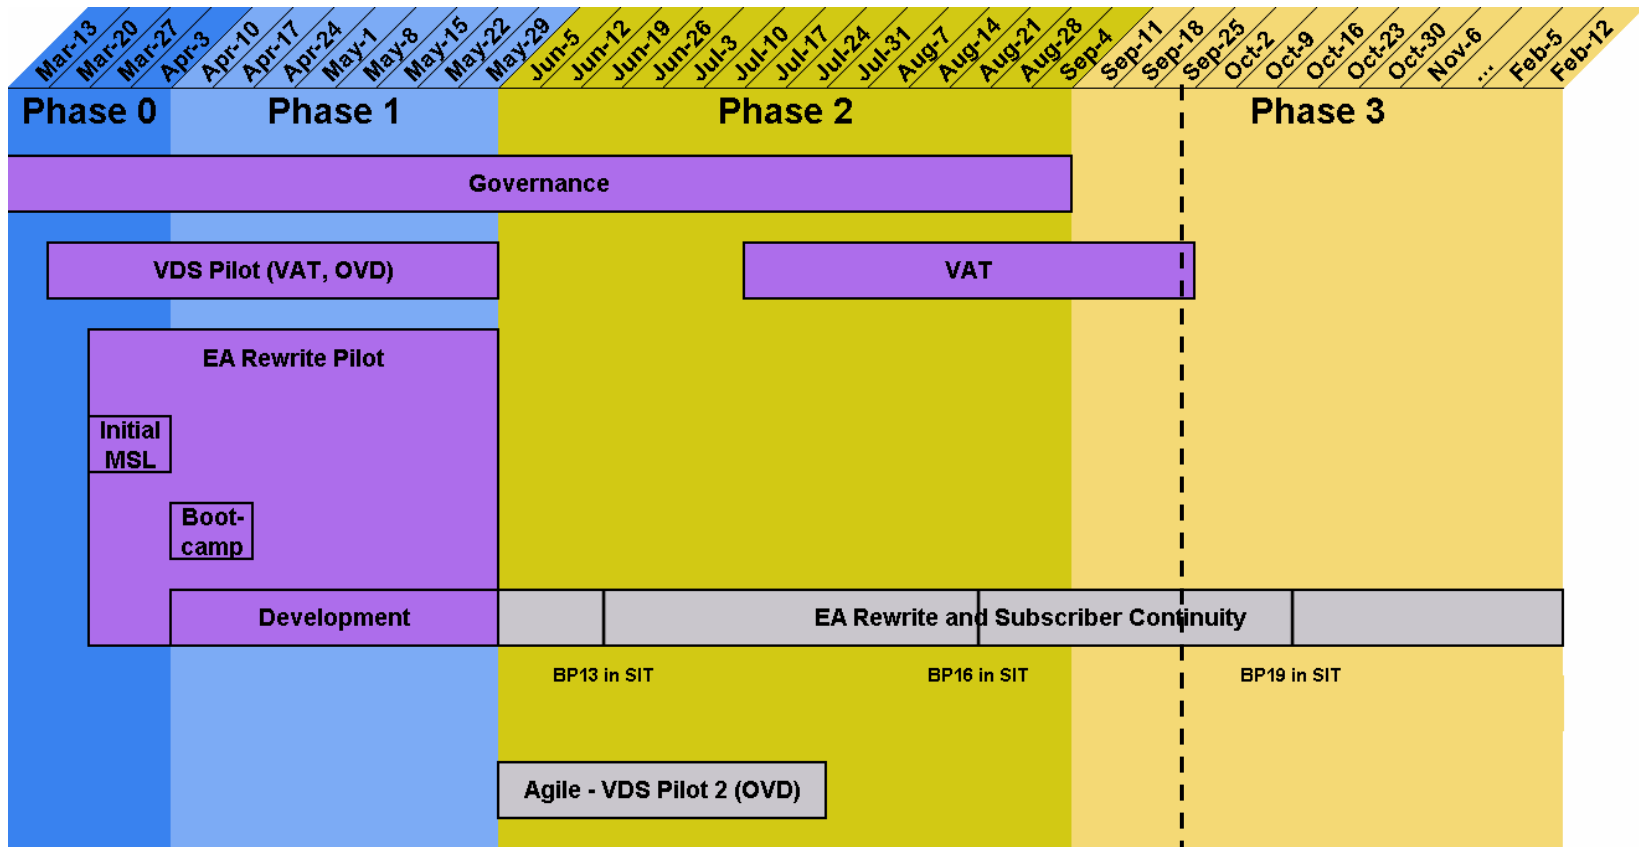 Mar-13
Mar-20
Mar-27
Apr-3
Apr-10
Apr-17
Apr-24
May-1
May-8
May-15
May-22
May-29
Jun-5
Jun-12
Jun-19
Jun-26
Jul-3
Jul-10
Jul-17
Jul-24
Jul-31
Aug-7
Aug-14
Aug-21
Aug-28
Sep-4
Sep-11
Sep-18
Sep-25
Oct-2
Oct-9
Oct-16
Oct-23
Oct-30
Nov-6
...
Feb-5
Feb-12
Phase 0
Phase 1
Phase 2
Phase 3
Governance
VDS Pilot (VAT, OVD)
VAT
EA Rewrite Pilot
Initial
MSL
Boot-
camp
Development
EA Rewrite and Subscriber Continuity
BP13 in SIT
BP16 in SIT
BP19 in SIT
Agile - VDS Pilot 2 (OVD)